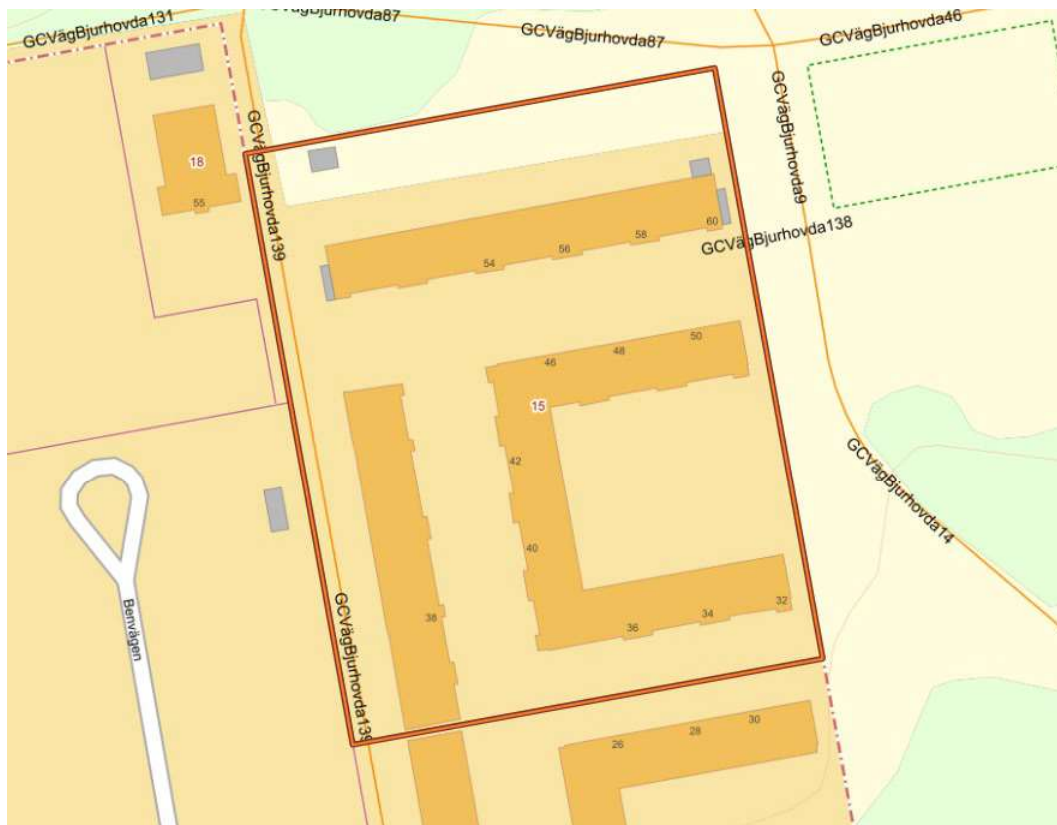 GCVägBjurhovda131
GCVägBjurhovda87
GCVägBjurhovda87
GCVägBjurhovda46
GCVägBjurhovda139
GCVägBjurhovda9
18
55
60
58
56
54
GCVägBjurhovda138
50
48
46
15
42
GCVägBjurhovda14
40
38
36
34
32
Benvägen
GCVägBjurhovda139
30
28
26